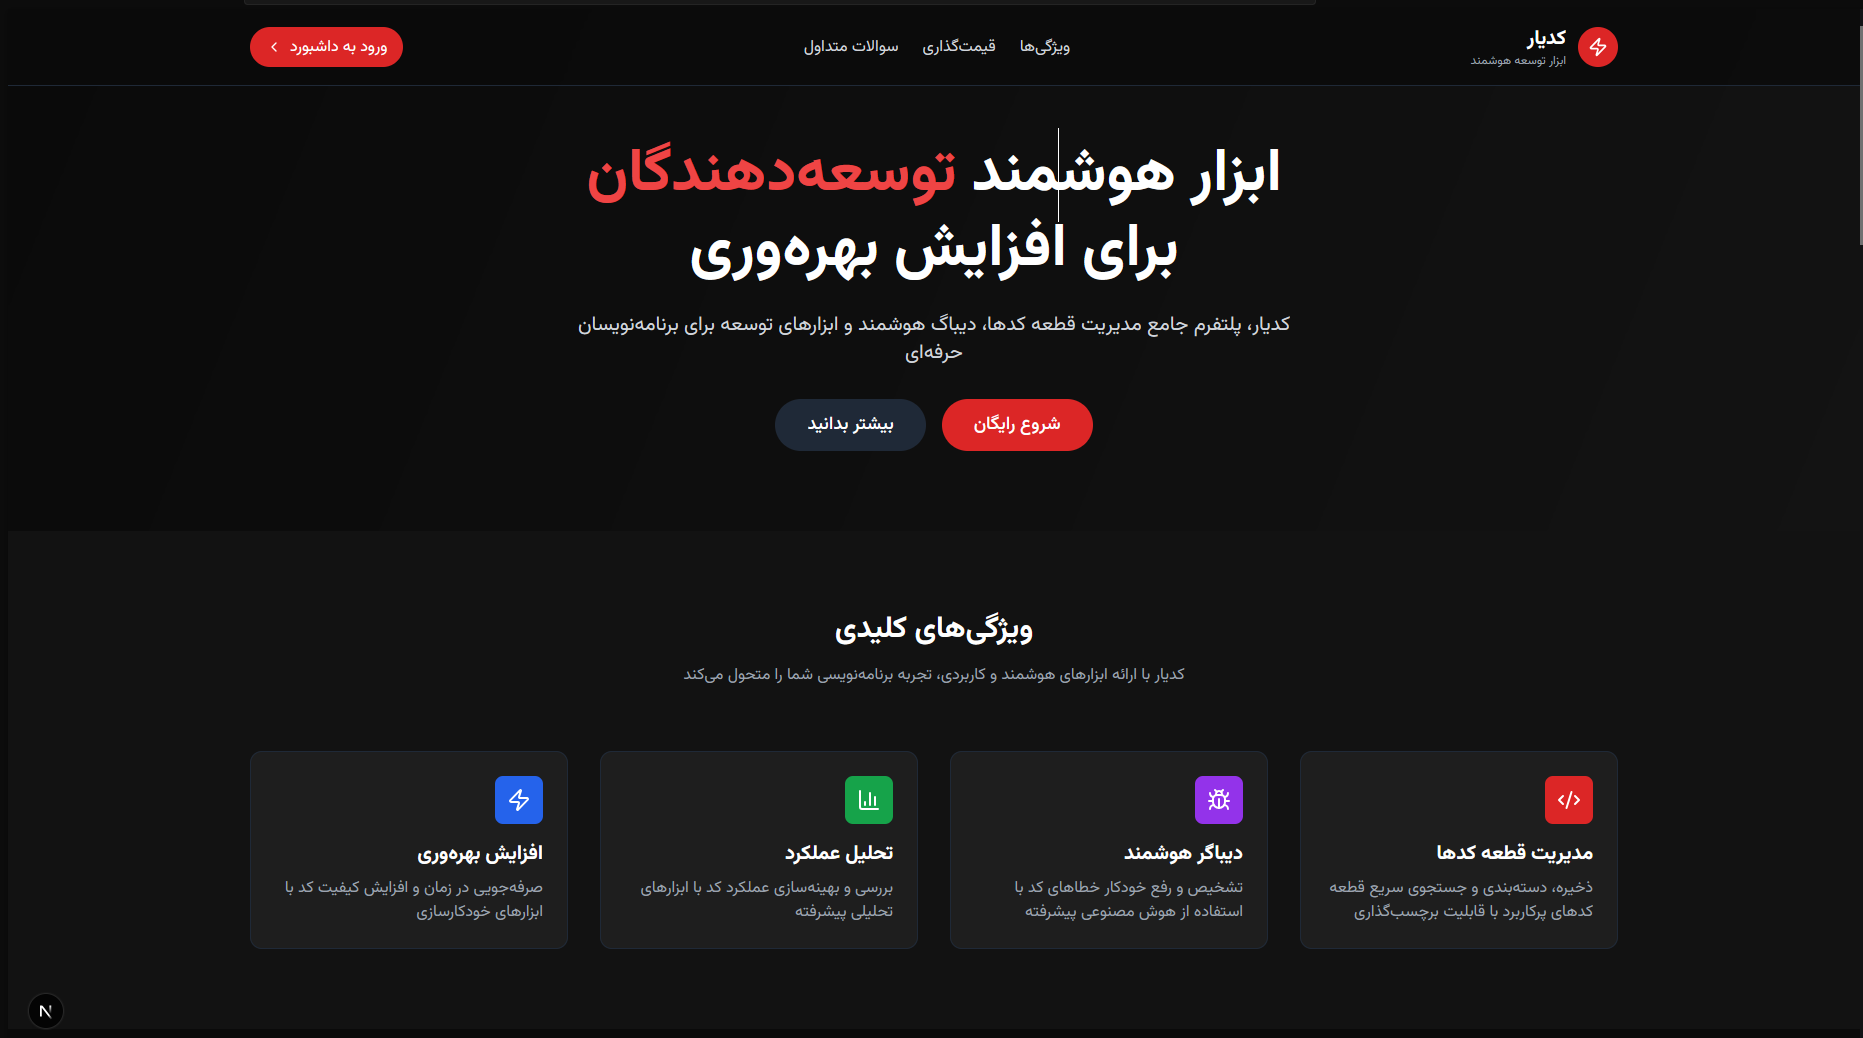 کدیار
ابزار توسعه هوشمند
ویژگی‌ها
قیمت‌گذاری
سوالات متداول
ورود به داشبورد
ابزار هوشمند توسعه‌دهندگان
برای افزایش بهره‌وری
کدیار، پلتفرم جامع مدیریت قطعه کدها، دیباگ هوشمند و ابزارهای توسعه برای برنامه‌نویسان
حرفه‌ای
شروع رایگان
بیشتر بدانید
ویژگی‌های کلیدی
کدیار با ارائه ابزارهای هوشمند و کاربردی، تجربه برنامه‌نویسی شما را متحول می‌کند
مدیریت قطعه کدها
ذخیره، دسته‌بندی و جستجوی سریع قطعه
کدهای پرکاربرد با قابلیت برچسب‌گذاری
دیباگر هوشمند
تشخیص و رفع خودکار خطاهای کد با
استفاده از هوش مصنوعی پیشرفته
تحلیل عملکرد
بررسی و بهینه‌سازی عملکرد کد با ابزارهای
تحلیلی پیشرفته
افزایش بهره‌وری
صرفه‌جویی در زمان و افزایش کیفیت کد با
ابزارهای خودکارسازی
N